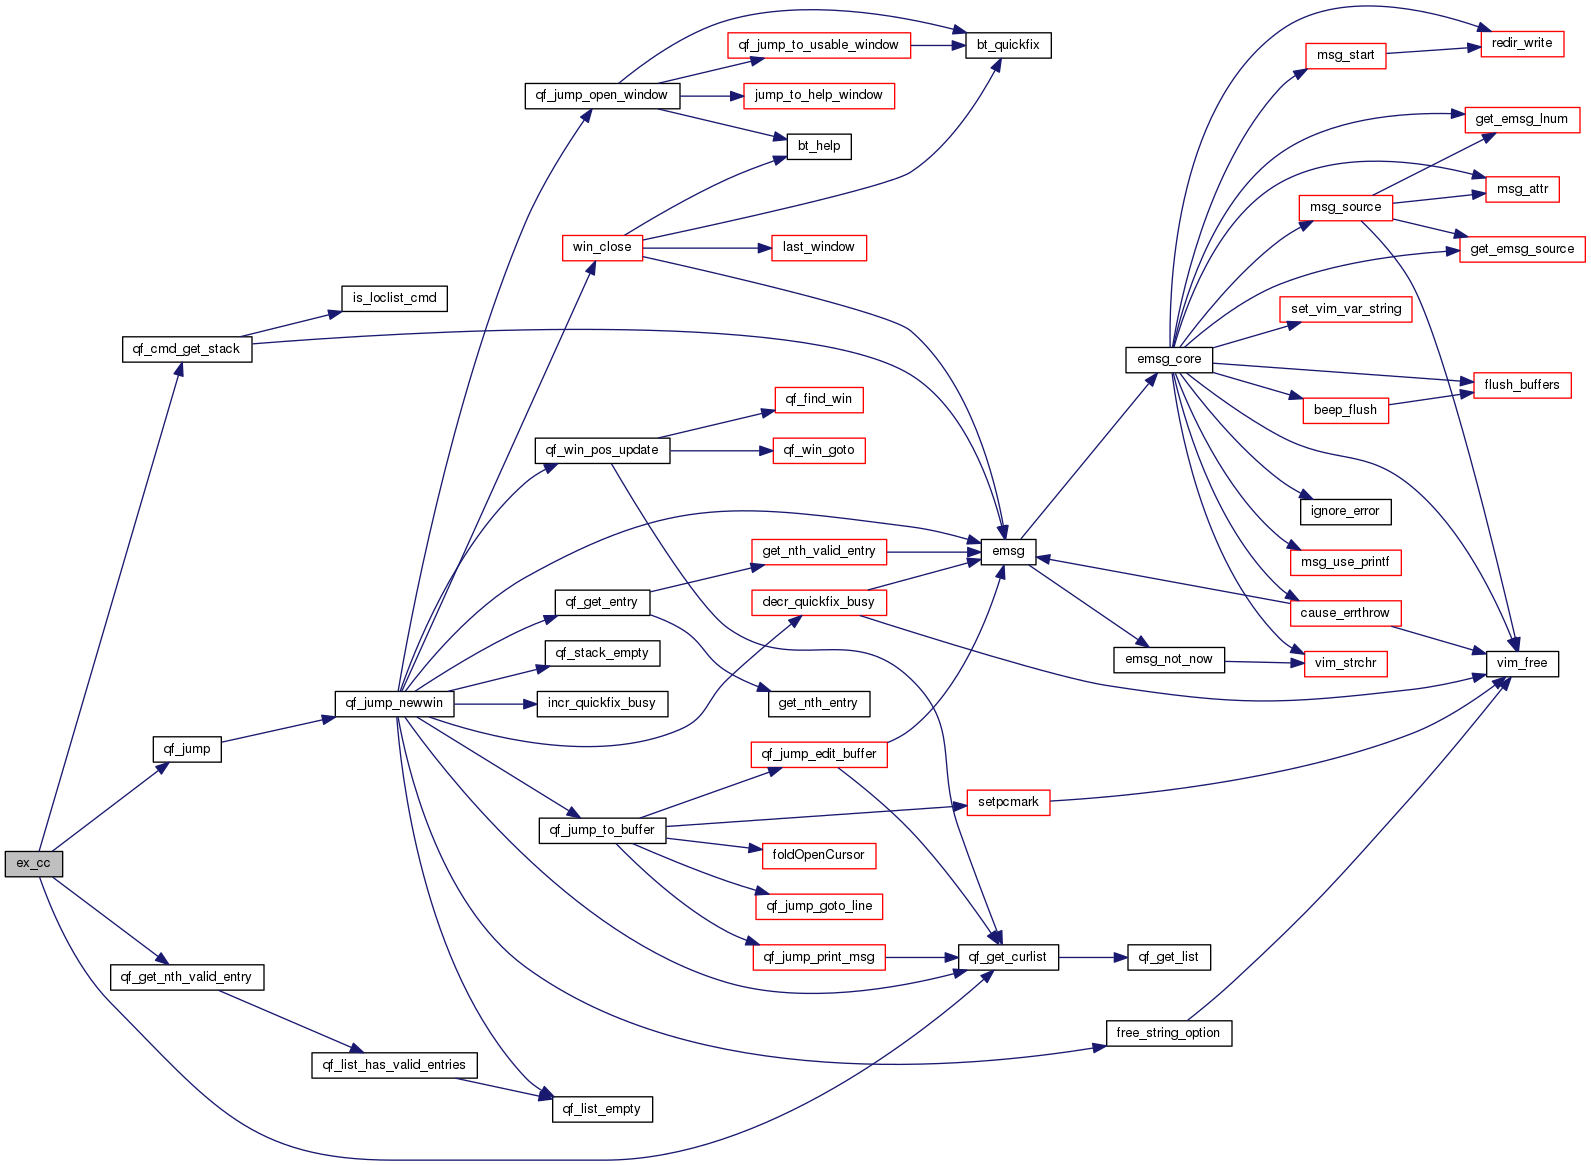 ex_cc
qf_cmd_get_stack
is_loclist_cmd
qf_jump
qf_get_nth_valid_entry
qf_list_has_valid_entries
qf_jump_newwin
qf_jump_open_window
win_close
qf_win_pos_update
qf_get_entry
qf_stack_empty
incr_quickfix_busy
qf_jump_to_buffer
qf_list_empty
qf_jump_to_usable_window
jump_to_help_window
bt_help
last_window
qf_find_win
qf_win_goto
get_nth_valid_entry
decr_quickfix_busy
get_nth_entry
qf_jump_edit_buffer
foldOpenCursor
qf_jump_goto_line
qf_jump_print_msg
bt_quickfix
emsg
setpcmark
qf_get_curlist
emsg_core
emsg_not_now
qf_get_list
free_string_option
msg_start
msg_source
set_vim_var_string
beep_flush
ignore_error
msg_use_printf
cause_errthrow
vim_strchr
redir_write
get_emsg_lnum
msg_attr
get_emsg_source
flush_buffers
vim_free